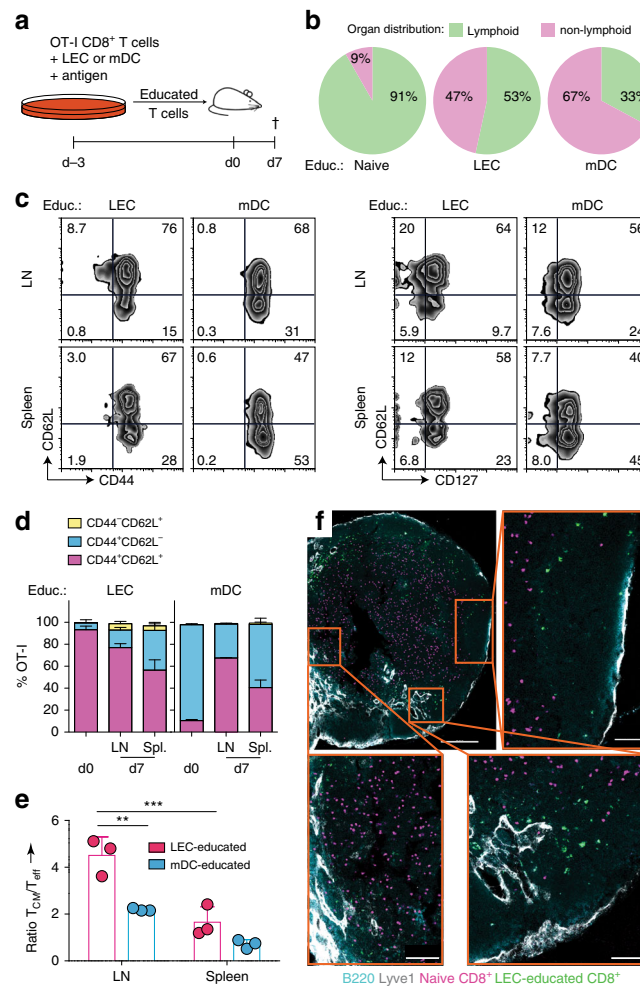 a
OT-I CD8⁺ T cells
+ LEC or mDC
+ antigen
Educated
T cells
†
d–3
d0
d7
b
Organ distribution: Lymphoid non-lymphoid
9%
91%
47%
53%
67%
33%
Educ.: Naive LEC mDC
c
Educ.: LEC mDC
LEC mDC
LN
8.7 76
0.8 15
0.8 68
0.3 31
20 64
5.9 9.7
12 56
7.6 24
Spleen
3.0 67
1.9 28
0.6 47
0.2 53
12 58
6.8 23
7.7 40
8.0 45
LN
Spleen
CD62L
CD44
CD62L
CD127
d
CD44⁻CD62L⁺
CD44⁺CD62L⁻
CD44⁺CD62L⁺
Educ.: LEC mDC
% OT-I
100
80
60
40
20
0
LN Spl. LN Spl.
d0 d7 d0 d7
e
***
**
LEC-educated
mDC-educated
Ratio T_CM/T_eff
6
4
2
0
LN Spleen
f
B220 Lyve1 Naive CD8⁺ LEC-educated CD8⁺